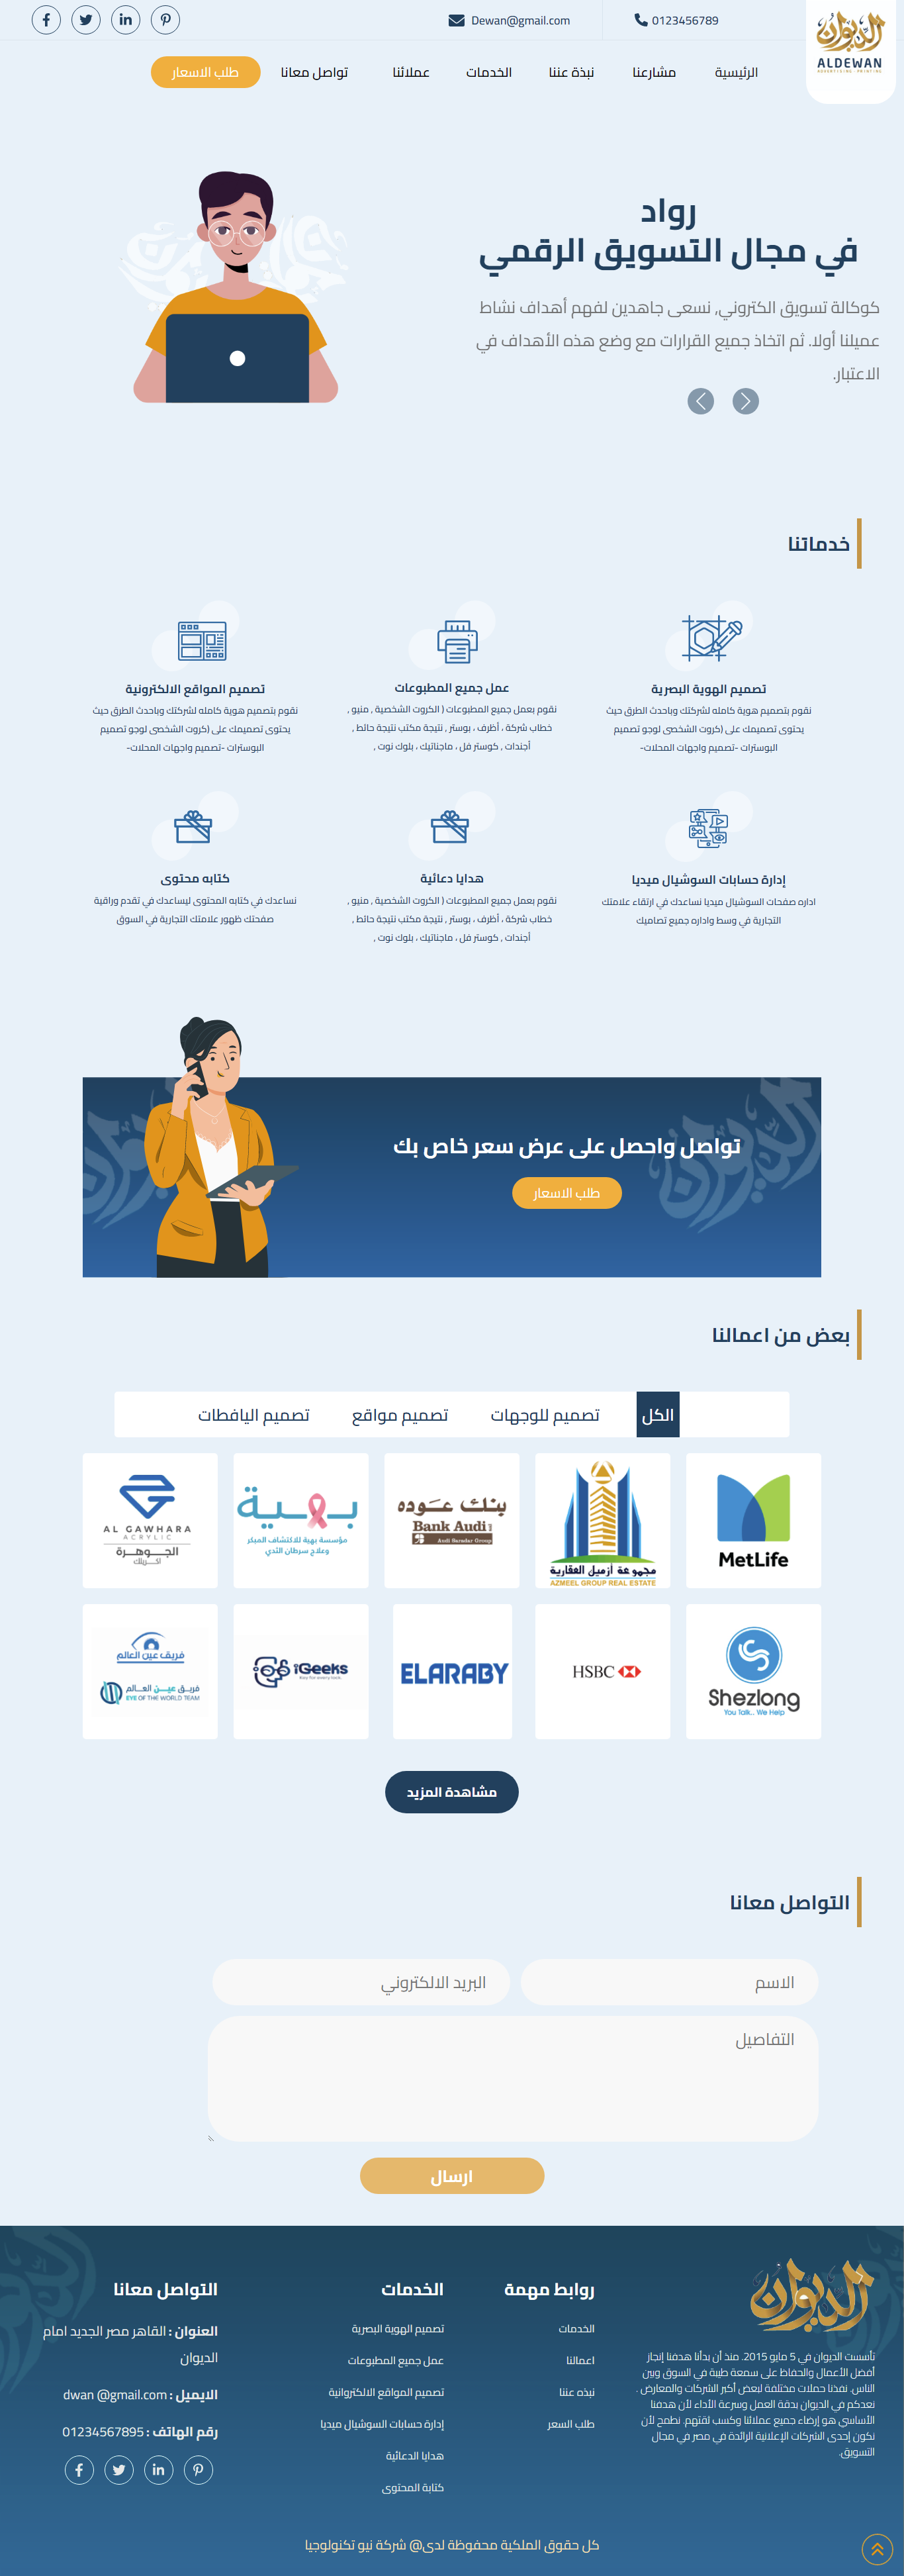 0123456789
Dewan@gmail.com
الديوان
ALDEWAN
ADVERTISING - PRINTING
الرئيسية
مشارعنا
نبذة عننا
الخدمات
عملائنا
تواصل معانا
طلب الاسعار
رواد
في مجال التسويق الرقمي
كوكالة تسويق الكتروني, نسعى جاهدين لفهم أهداف نشاط
عميلنا أولا. ثم اتخاذ جميع القرارات مع وضع هذه الأهداف في
الاعتبار.
خدماتنا
تصميم الهوية البصرية
نقوم بتصميم هوية كامله لشركتك وباحدث الطرق حيث
يحتوى تصميمك على (كروت الشخصى لوجو تصميم
البوسترات -تصميم واجهات المحلات-
عمل جميع المطبوعات
نقوم بعمل جميع المطبوعات ( الكروت الشخصية , منيو ,
خطاب شركة ، أظرف ، بوستر , نتيجة مكتب نتيجة حائط ,
أجندات , كوستر فل ، ماجناتيك ، بلوك نوت ,
تصميم المواقع الالكترونية
نقوم بتصميم هوية كامله لشركتك وباحدث الطرق حيث
يحتوى تصميمك على (كروت الشخصى لوجو تصميم
البوسترات -تصميم واجهات المحلات-
إدارة حسابات السوشيال ميديا
اداره صفحات السوشيال ميديا نساعدك في ارتقاء علامتك
التجارية في وسط واداره جميع تصاميك
هدايا دعائية
نقوم بعمل جميع المطبوعات ( الكروت الشخصية , منيو ,
خطاب شركة ، أظرف ، بوستر , نتيجة مكتب نتيجة حائط ,
أجندات , كوستر فل ، ماجناتيك ، بلوك نوت ,
كتابه محتوى
نساعدك في كتابه المحتوى ليساعدك في تقدم وراقية
صفحتك ظهور علامتك التجارية في السوق
تواصل واحصل على عرض سعر خاص بك
طلب الاسعار
بعض من اعمالنا
الكل
تصميم للوجهات
تصميم مواقع
تصميم اليافطات
MetLife
مجموعة أزميل العقارية
AZMEEL GROUP REAL ESTATE
بنك عوده
Bank Audi
Audi Saradar Group
بهية
مؤسسة بهية للاكتشاف المبكر
وعلاج سرطان الثدي
AL GAWHARA
ACRYLIC
الجوهرة
اكريلك
Shezlong
You Talk.. We Help
HSBC
ELARABY
iGeeks
فريق عين العالم
فريق عين العالم
EYE OF THE WORLD TEAM
مشاهدة المزيد
التواصل معانا
الاسم
البريد الالكتروني
التفاصيل
ارسال
الديوان
تأسست الديوان في 5 مايو 2015. منذ أن بدأنا هدفنا إنجاز
أفضل الأعمال والحفاظ على سمعة طيبة في السوق وبين
الناس. نفذنا حملات مختلفة لبعض أكبر الشركات والمعارض .
نعدكم في الديوان بدقة العمل وسرعة الأداء لأن هدفنا
الأساسي هو إرضاء جميع عملائنا وكسب ثقتهم. نطمح لأن
نكون إحدى الشركات الإعلانية الرائدة في مصر في مجال
التسويق.
روابط مهمة
الخدمات
اعمالنا
نبذه عننا
طلب السعر
الخدمات
تصميم الهوية البصرية
عمل جميع المطبوعات
تصميم المواقع الالكتروانية
إدارة حسابات السوشيال ميديا
هدايا الدعائية
كتابة المحتوى
التواصل معانا
العنوان : القاهر مصر الجديد امام
الديوان
الايميل : dwan @gmail.com
رقم الهاتف : 01234567895
كل حقوق الملكية محفوظة لدى@ شركة نيو تكنولوجيا